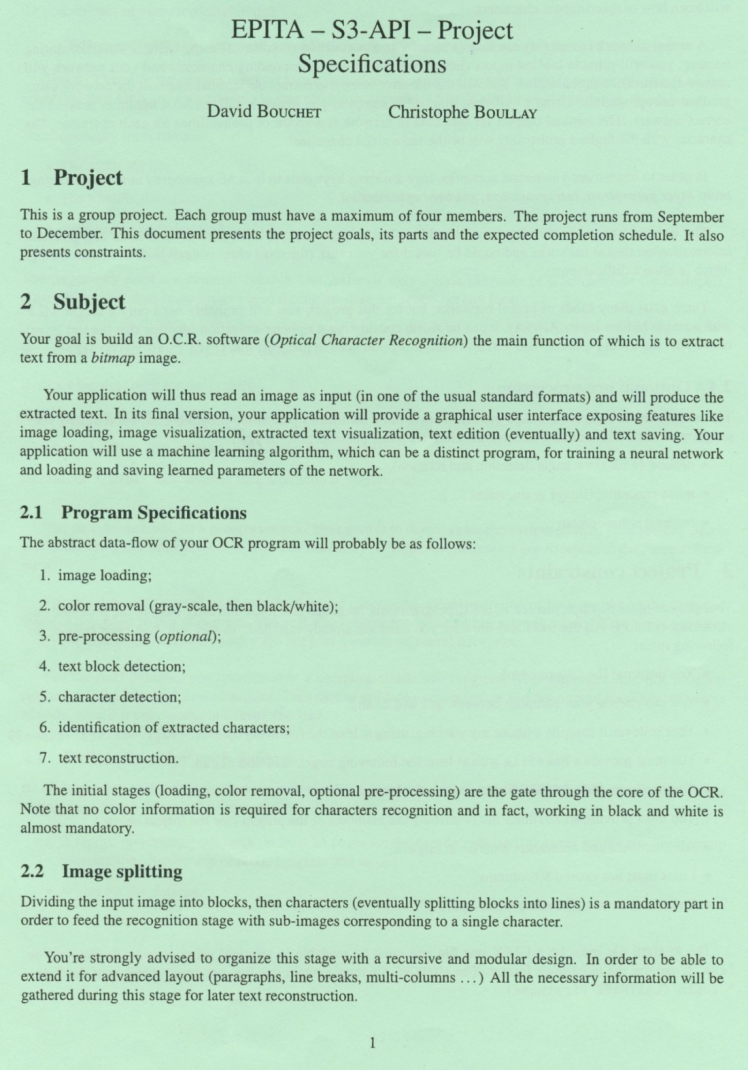 EPITA – S3-API – Project
Specifications
David BOUCHET Christophe BOULLAY
1 Project
This is a group project. Each group must have a maximum of four members. The project runs from September
to December. This document presents the project goals, its parts and the expected completion schedule. It also
presents constraints.
2 Subject
Your goal is build an O.C.R. software (Optical Character Recognition) the main function of which is to extract
text from a bitmap image.
Your application will thus read an image as input (in one of the usual standard formats) and will produce the
extracted text. In its final version, your application will provide a graphical user interface exposing features like
image loading, image visualization, extracted text visualization, text edition (eventually) and text saving. Your
application will use a machine learning algorithm, which can be a distinct program, for training a neural network
and loading and saving learned parameters of the network.
2.1 Program Specifications
The abstract data-flow of your OCR program will probably be as follows:
1. image loading;
2. color removal (gray-scale, then black/white);
3. pre-processing (optional);
4. text block detection;
5. character detection;
6. identification of extracted characters;
7. text reconstruction.
The initial stages (loading, color removal, optional pre-processing) are the gate through the core of the OCR.
Note that no color information is required for characters recognition and in fact, working in black and white is
almost mandatory.
2.2 Image splitting
Dividing the input image into blocks, then characters (eventually splitting blocks into lines) is a mandatory part in
order to feed the recognition stage with sub-images corresponding to a single character.
You're strongly advised to organize this stage with a recursive and modular design. In order to be able to
extend it for advanced layout (paragraphs, line breaks, multi-columns ...) All the necessary information will be
gathered during this stage for later text reconstruction.
1